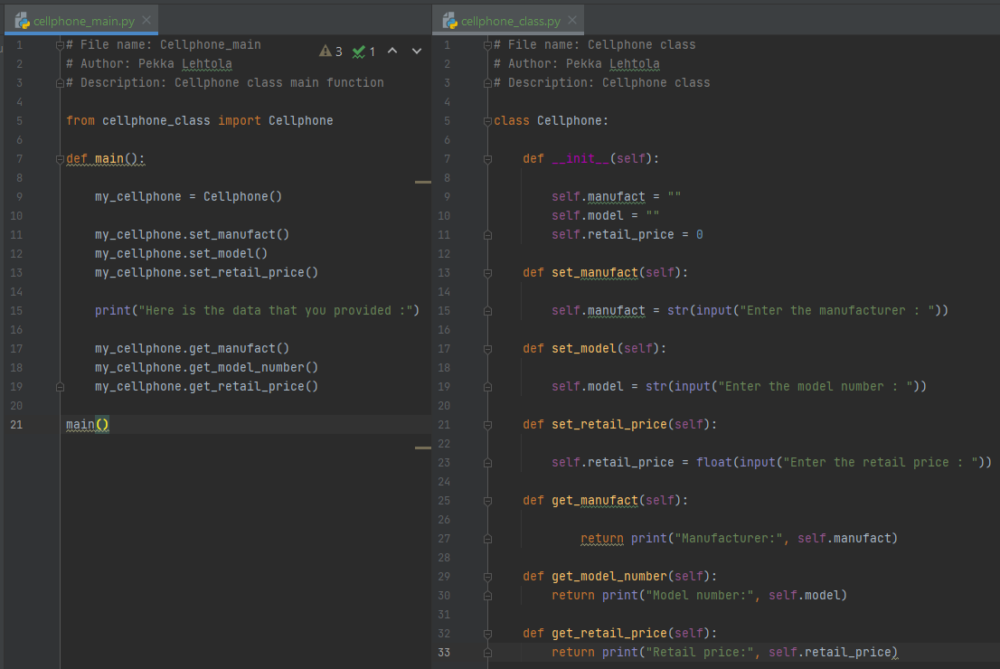 cellphone_main.py
1 # File name: Cellphone_main
2 # Author: Pekka Lehtola
3 # Description: Cellphone class main function
4
5 from cellphone_class import Cellphone
6
7 def main():
8
9 my_cellphone = Cellphone()
10
11 my_cellphone.set_manufact()
12 my_cellphone.set_model()
13 my_cellphone.set_retail_price()
14
15 print("Here is the data that you provided :")
16
17 my_cellphone.get_manufact()
18 my_cellphone.get_model_number()
19 my_cellphone.get_retail_price()
20
21 main()
3 1
cellphone_class.py
1 # File name: Cellphone class
2 # Author: Pekka Lehtola
3 # Description: Cellphone class
4
5 class Cellphone:
6
7 def __init__(self):
8
9 self.manufact = ""
10 self.model = ""
11 self.retail_price = 0
12
13 def set_manufact(self):
14
15 self.manufact = str(input("Enter the manufacturer : "))
16
17 def set_model(self):
18
19 self.model = str(input("Enter the model number : "))
20
21 def set_retail_price(self):
22
23 self.retail_price = float(input("Enter the retail price : "))
24
25 def get_manufact(self):
26
27 return print("Manufacturer:", self.manufact)
28
29 def get_model_number(self):
30 return print("Model number:", self.model)
31
32 def get_retail_price(self):
33 return print("Retail price:", self.retail_price)